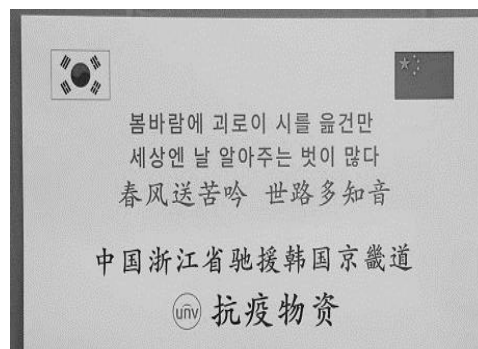 봄바람에 괴로이 시를 읊건만
세상엔 날 알아주는 벗이 많다
春风送苦吟 世路多知音
中国浙江省驰援韩国京畿道
unv 抗疫物资